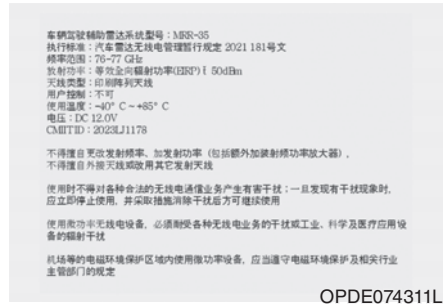 车辆驾驶辅助雷达系统型号：MRR-35
执行标准：汽车雷达无线电管理暂行规定 2021 181号文
频率范围：76-77 GHz
放射功率：等效全向辐射功率(EIRP) ≤ 50dBm
天线类型：印刷阵列天线
用户控制：不可
使用温度：-40° C ~ +85° C
电压：DC 12.0V
CMIITID：2023LJ1178
不得擅自更改发射频率、加发射功率（包括额外加装射频功率放大器），
不得擅自外接天线或改用其它发射天线
使用时不得对各种合法的无线电通信业务产生有害干扰；一旦发现有干扰现象时，
应立即停止使用，并采取措施消除干扰后方可继续使用
使用微功率无线电设备，必须耐受各种无线电业务的干扰或工业、科学及医疗应用设
备的辐射干扰
机场等的电磁环境保护区域内使用微功率设备，应当遵守电磁环境保护及相关行业
主管部门的规定
OPDE074311L